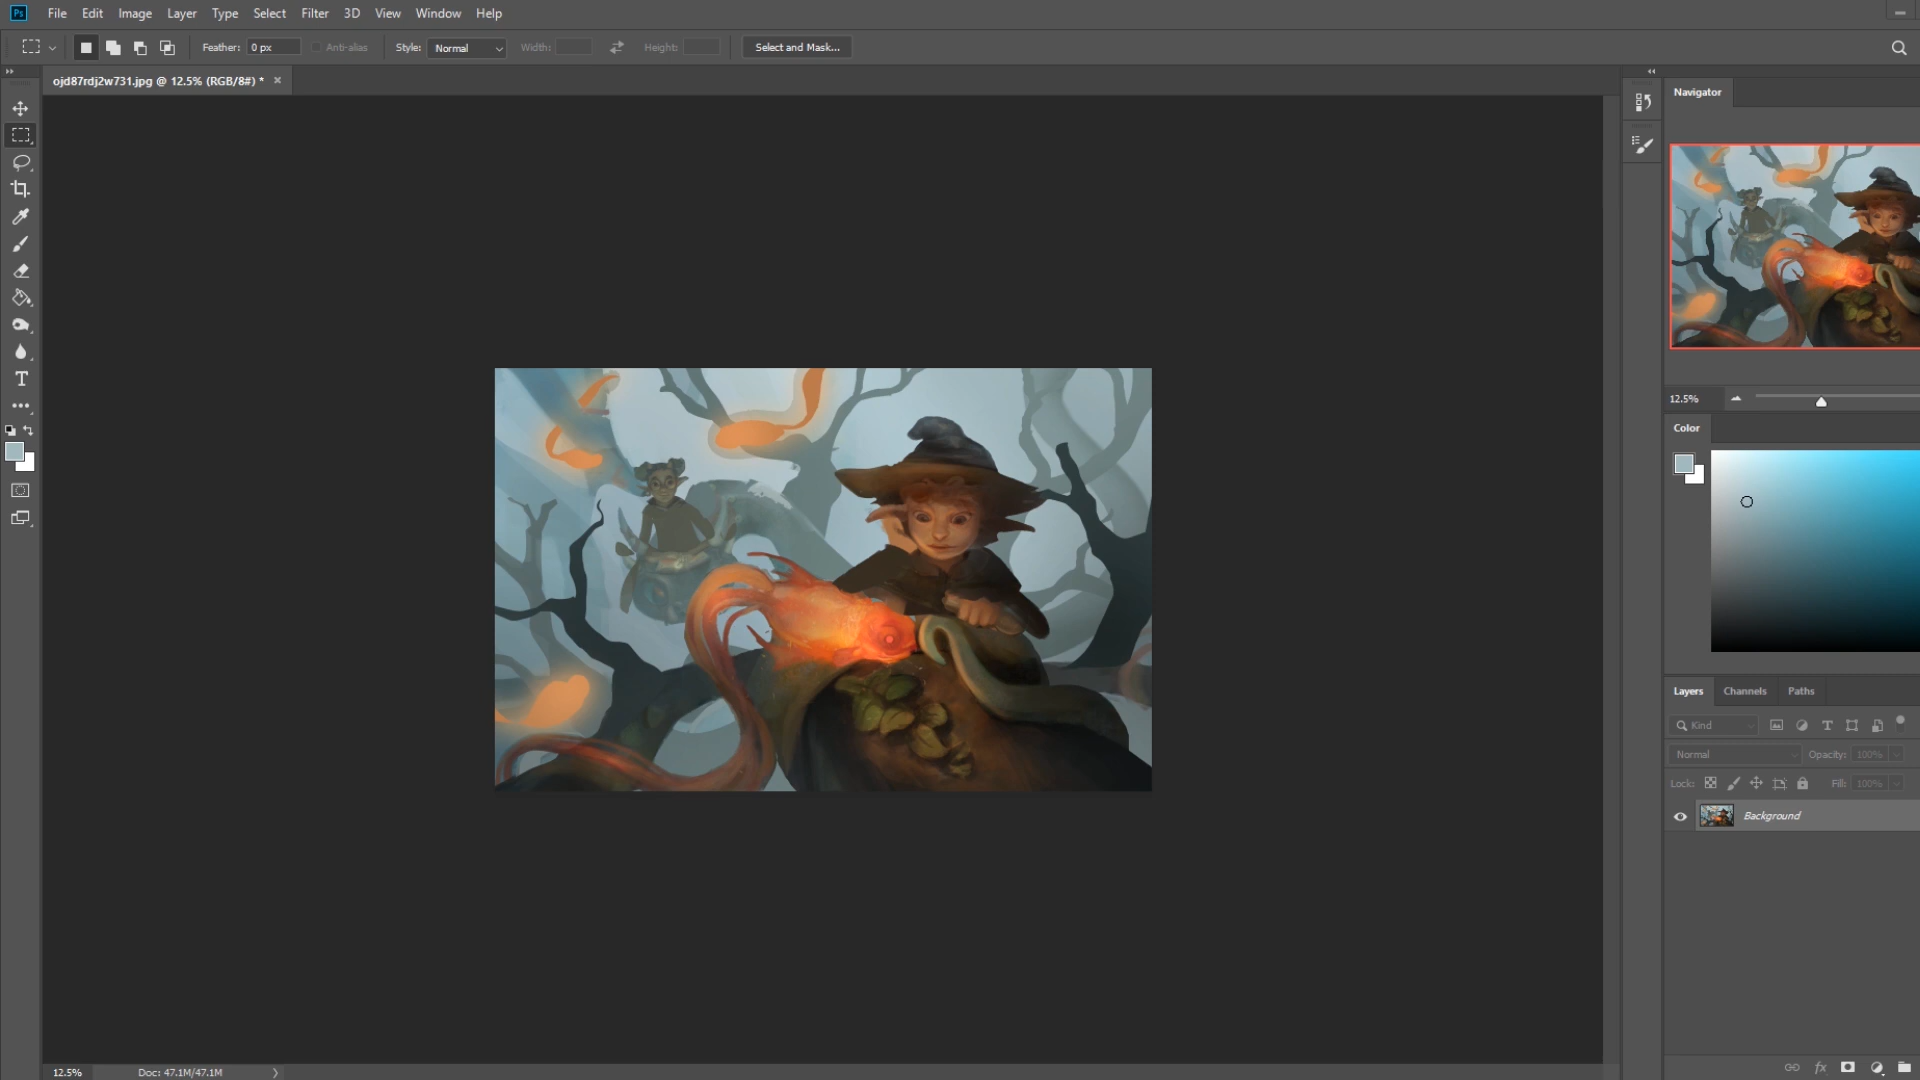 Ps File Edit Image Layer Type Select Filter 3D View Window Help
Feather: 0 px Anti-alias Style: Normal Width: Height: Select and Mask...
ojd87rdj2w731.jpg @ 12.5% (RGB/8#) *
Navigator
12.5%
Color
Layers Channels Paths
Kind
Normal Opacity: 100%
Lock: Fill: 100%
Background
12.5% Doc: 47.1M/47.1M
fx